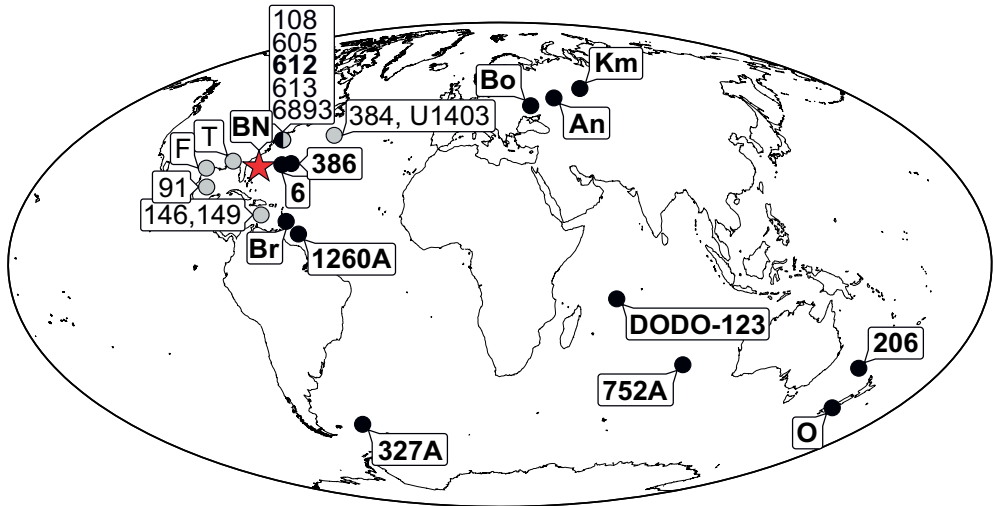 108
605
612
613
6893
Km
Bo
An
384, U1403
BN
T
F
386
91
6
146,149
Br
1260A
DODO-123
206
752A
O
327A